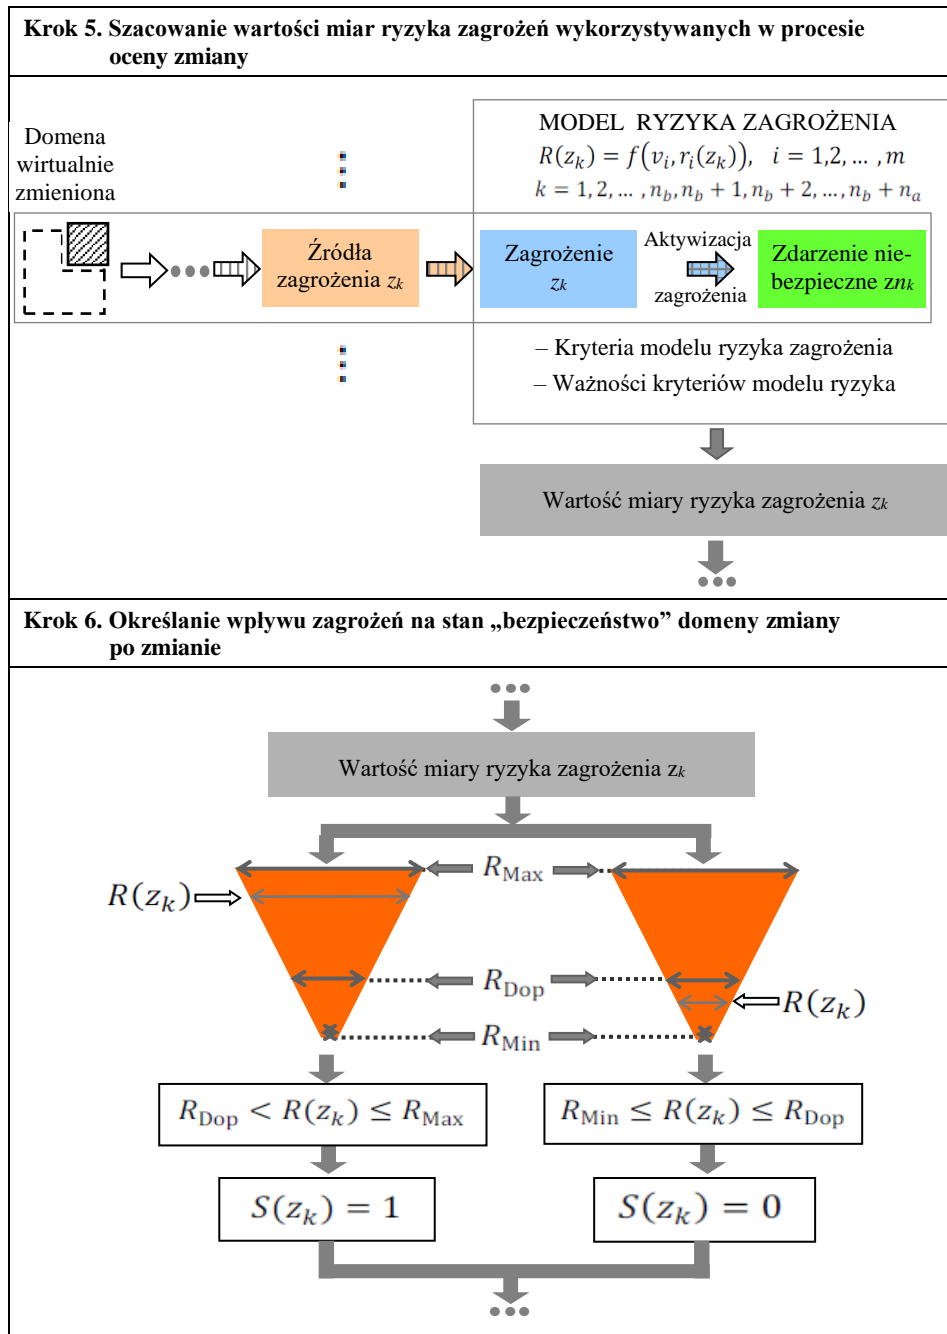 Krok 5. Szacowanie wartości miar ryzyka zagrożeń wykorzystywanych w procesie
oceny zmiany
Domena
wirtualnie
zmieniona
MODEL RYZYKA ZAGROŻENIA
R(z_k) = f(v_i, r_i(z_k)), i = 1,2, … , m
k = 1, 2, … , n_b, n_b + 1, n_b + 2, …, n_b + n_a
Źródła
zagrożenia z_k
Zagrożenie
z_k
Aktywizacja
zagrożenia
Zdarzenie nie-
bezpieczne zn_k
– Kryteria modelu ryzyka zagrożenia
– Ważności kryteriów modelu ryzyka
Wartość miary ryzyka zagrożenia z_k
Krok 6. Określanie wpływu zagrożeń na stan „bezpieczeństwo” domeny zmiany
po zmianie
Wartość miary ryzyka zagrożenia z_k
R_Max
R(z_k)
R_Dop
R(z_k)
R_Min
R_Dop < R(z_k) ≤ R_Max
R_Min ≤ R(z_k) ≤ R_Dop
S(z_k) = 1
S(z_k) = 0